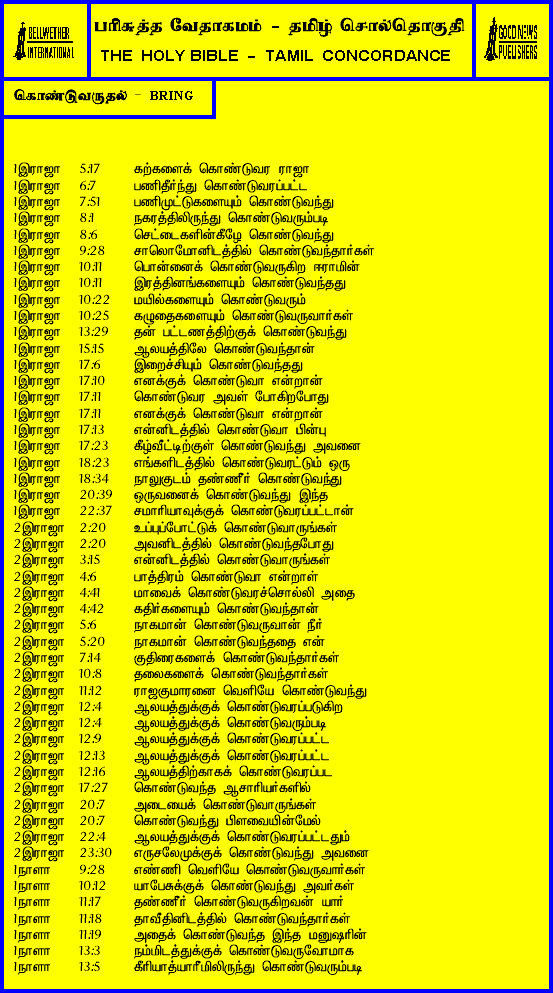 BELLWETHER
INTERNATIONAL
பரிசுத்த வேதாகமம் - தமிழ் சொல்தொகுதி
THE HOLY BIBLE - TAMIL CONCORDANCE
GOOD NEWS
PUBLISHERS
கொண்டுவருதல் - BRING
1இராஜா 5:17 கற்களைக் கொண்டுவர ராஜா
1இராஜா 6:7 பணிதீர்ந்து கொண்டுவரப்பட்ட
1இராஜா 7:51 பணிமுட்டுகளையும் கொண்டுவந்து
1இராஜா 8:1 நகரத்திலிருந்து கொண்டுவரும்படி
1இராஜா 8:6 செட்டைகளின்கீழே கொண்டுவந்து
1இராஜா 9:28 சாலொமோனிடத்தில் கொண்டுவந்தார்கள்
1இராஜா 10:11 பொன்னைக் கொண்டுவருகிற ஈராமின்
1இராஜா 10:11 இரத்தினங்களையும் கொண்டுவந்தது
1இராஜா 10:22 மயில்களையும் கொண்டுவரும்
1இராஜா 10:25 கழுதைகளையும் கொண்டுவருவார்கள்
1இராஜா 13:29 தன் பட்டணத்திற்குக் கொண்டுவந்து
1இராஜா 15:15 ஆலயத்திலே கொண்டுவந்தான்
1இராஜா 17:6 இறைச்சியும் கொண்டுவந்தது
1இராஜா 17:10 எனக்குக் கொண்டுவா என்றான்
1இராஜா 17:11 கொண்டுவர அவள் போகிறபோது
1இராஜா 17:11 எனக்குக் கொண்டுவா என்றான்
1இராஜா 17:13 என்னிடத்தில் கொண்டுவா பின்பு
1இராஜா 17:23 கீழ்வீட்டிற்குள் கொண்டுவந்து அவனை
1இராஜா 18:23 எங்களிடத்தில் கொண்டுவரட்டும் ஒரு
1இராஜா 18:34 நாலுகுடம் தண்ணீர் கொண்டுவந்து
1இராஜா 20:39 ஒருவனைக் கொண்டுவந்து இந்த
1இராஜா 22:37 சமாரியாவுக்குக் கொண்டுவரப்பட்டான்
2இராஜா 2:20 உப்புப்போட்டுக் கொண்டுவாருங்கள்
2இராஜா 2:20 அவனிடத்தில் கொண்டுவந்தபோது
2இராஜா 3:15 என்னிடத்தில் கொண்டுவாருங்கள்
2இராஜா 4:6 பாத்திரம் கொண்டுவா என்றாள்
2இராஜா 4:41 மாவைக் கொண்டுவரச்சொல்லி அதை
2இராஜா 4:42 கதிர்களையும் கொண்டுவந்தான்
2இராஜா 5:6 நாகமான் கொண்டுவருவான் நீர்
2இராஜா 5:20 நாகமான் கொண்டுவந்ததை என்
2இராஜா 7:14 குதிரைகளைக் கொண்டுவந்தார்கள்
2இராஜா 10:8 தலைகளைக் கொண்டுவந்தார்கள்
2இராஜா 11:12 ராஜகுமாரனை வெளியே கொண்டுவந்து
2இராஜா 12:4 ஆலயத்துக்குக் கொண்டுவரப்படுகிற
2இராஜா 12:4 ஆலயத்துக்குக் கொண்டுவரும்படி
2இராஜா 12:9 ஆலயத்துக்குக் கொண்டுவரப்பட்ட
2இராஜா 12:13 ஆலயத்துக்குக் கொண்டுவரப்பட்ட
2இராஜா 12:16 ஆலயத்திற்காகக் கொண்டுவரப்பட
2இராஜா 17:27 கொண்டுவந்த ஆசாரியர்களில்
2இராஜா 20:7 அடையைக் கொண்டுவாருங்கள்
2இராஜா 20:7 கொண்டுவந்து பிளவையின்மேல்
2இராஜா 22:4 ஆலயத்துக்குக் கொண்டுவரப்பட்டதும்
2இராஜா 23:30 எருசலேமுக்குக் கொண்டுவந்து அவனை
1நாளா 9:28 எண்ணி வெளியே கொண்டுவருவார்கள்
1நாளா 10:12 யாபேசுக்குக் கொண்டுவந்து அவர்கள்
1நாளா 11:17 தண்ணீர் கொண்டுவருகிறவன் யார்
1நாளா 11:18 தாவீதினிடத்தில் கொண்டுவந்தார்கள்
1நாளா 11:19 அதைக் கொண்டுவந்த இந்த மனுஷரின்
1நாளா 13:3 நம்மிடத்துக்குக் கொண்டுவருவோமாக
1நாளா 13:5 கீரியாத்யாரீமிலிருந்து கொண்டுவரும்படி